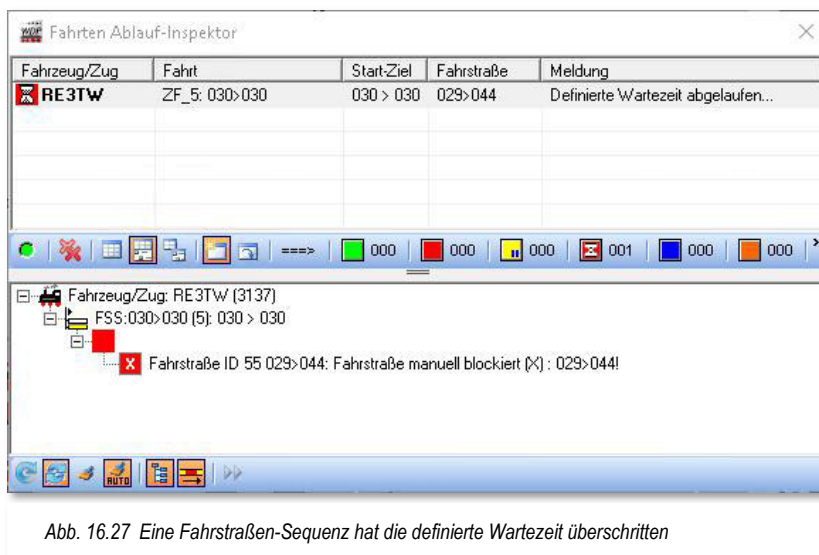 WDP Fahrten Ablauf-Inspektor
Fahrzeug/Zug Fahrt Start-Ziel Fahrstraße Meldung
RE3TW ZF_5: 030>030 030 > 030 029>044 Definierte Wartezeit abgelaufen...
===> 000 000 000 001 000 000
Fahrzeug/Zug: RE3TW (3137)
FSS:030>030 (5): 030 > 030
X Fahrstraße ID 55 029>044: Fahrstraße manuell blockiert (X) : 029>044!
AUTO
Abb. 16.27 Eine Fahrstraßen-Sequenz hat die definierte Wartezeit überschritten